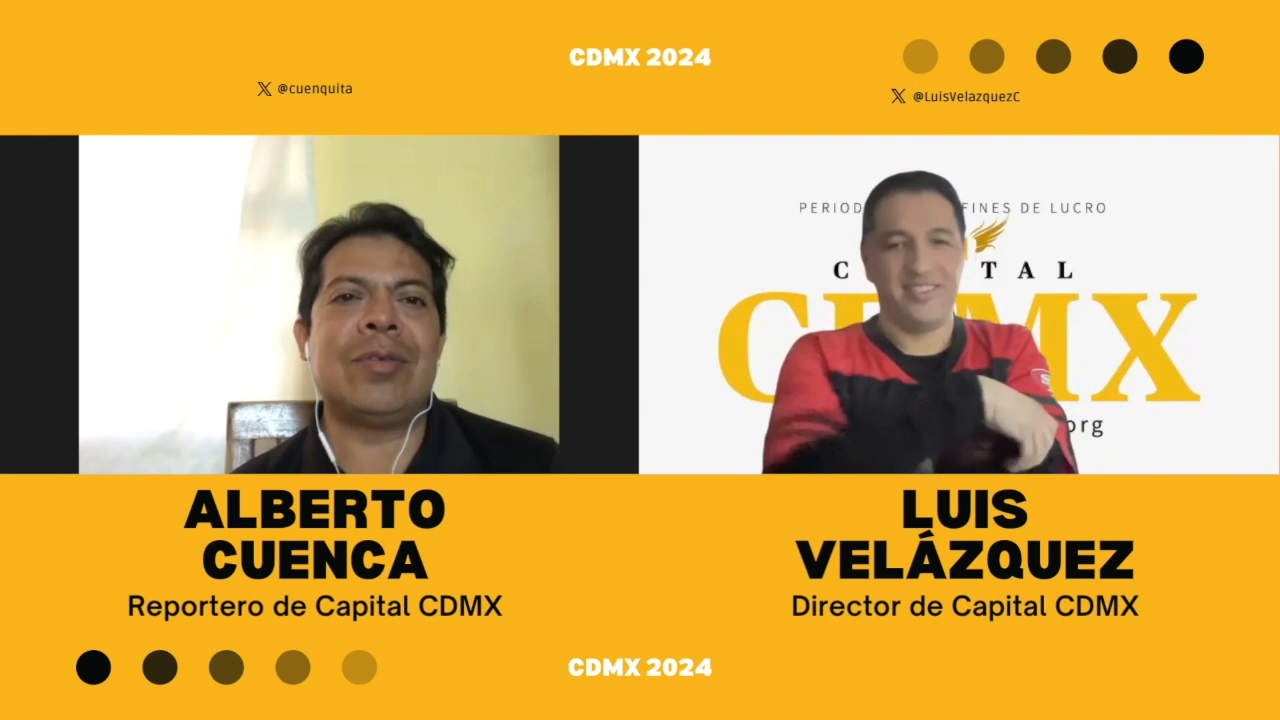 CDMX 2024
@cuenquita
@LuisVelazquezC
PERIOD FINES DE LUCRO
C TAL
CDMX
org
ALBERTO
CUENCA
Reportero de Capital CDMX
LUIS
VELÁZQUEZ
Director de Capital CDMX
CDMX 2024